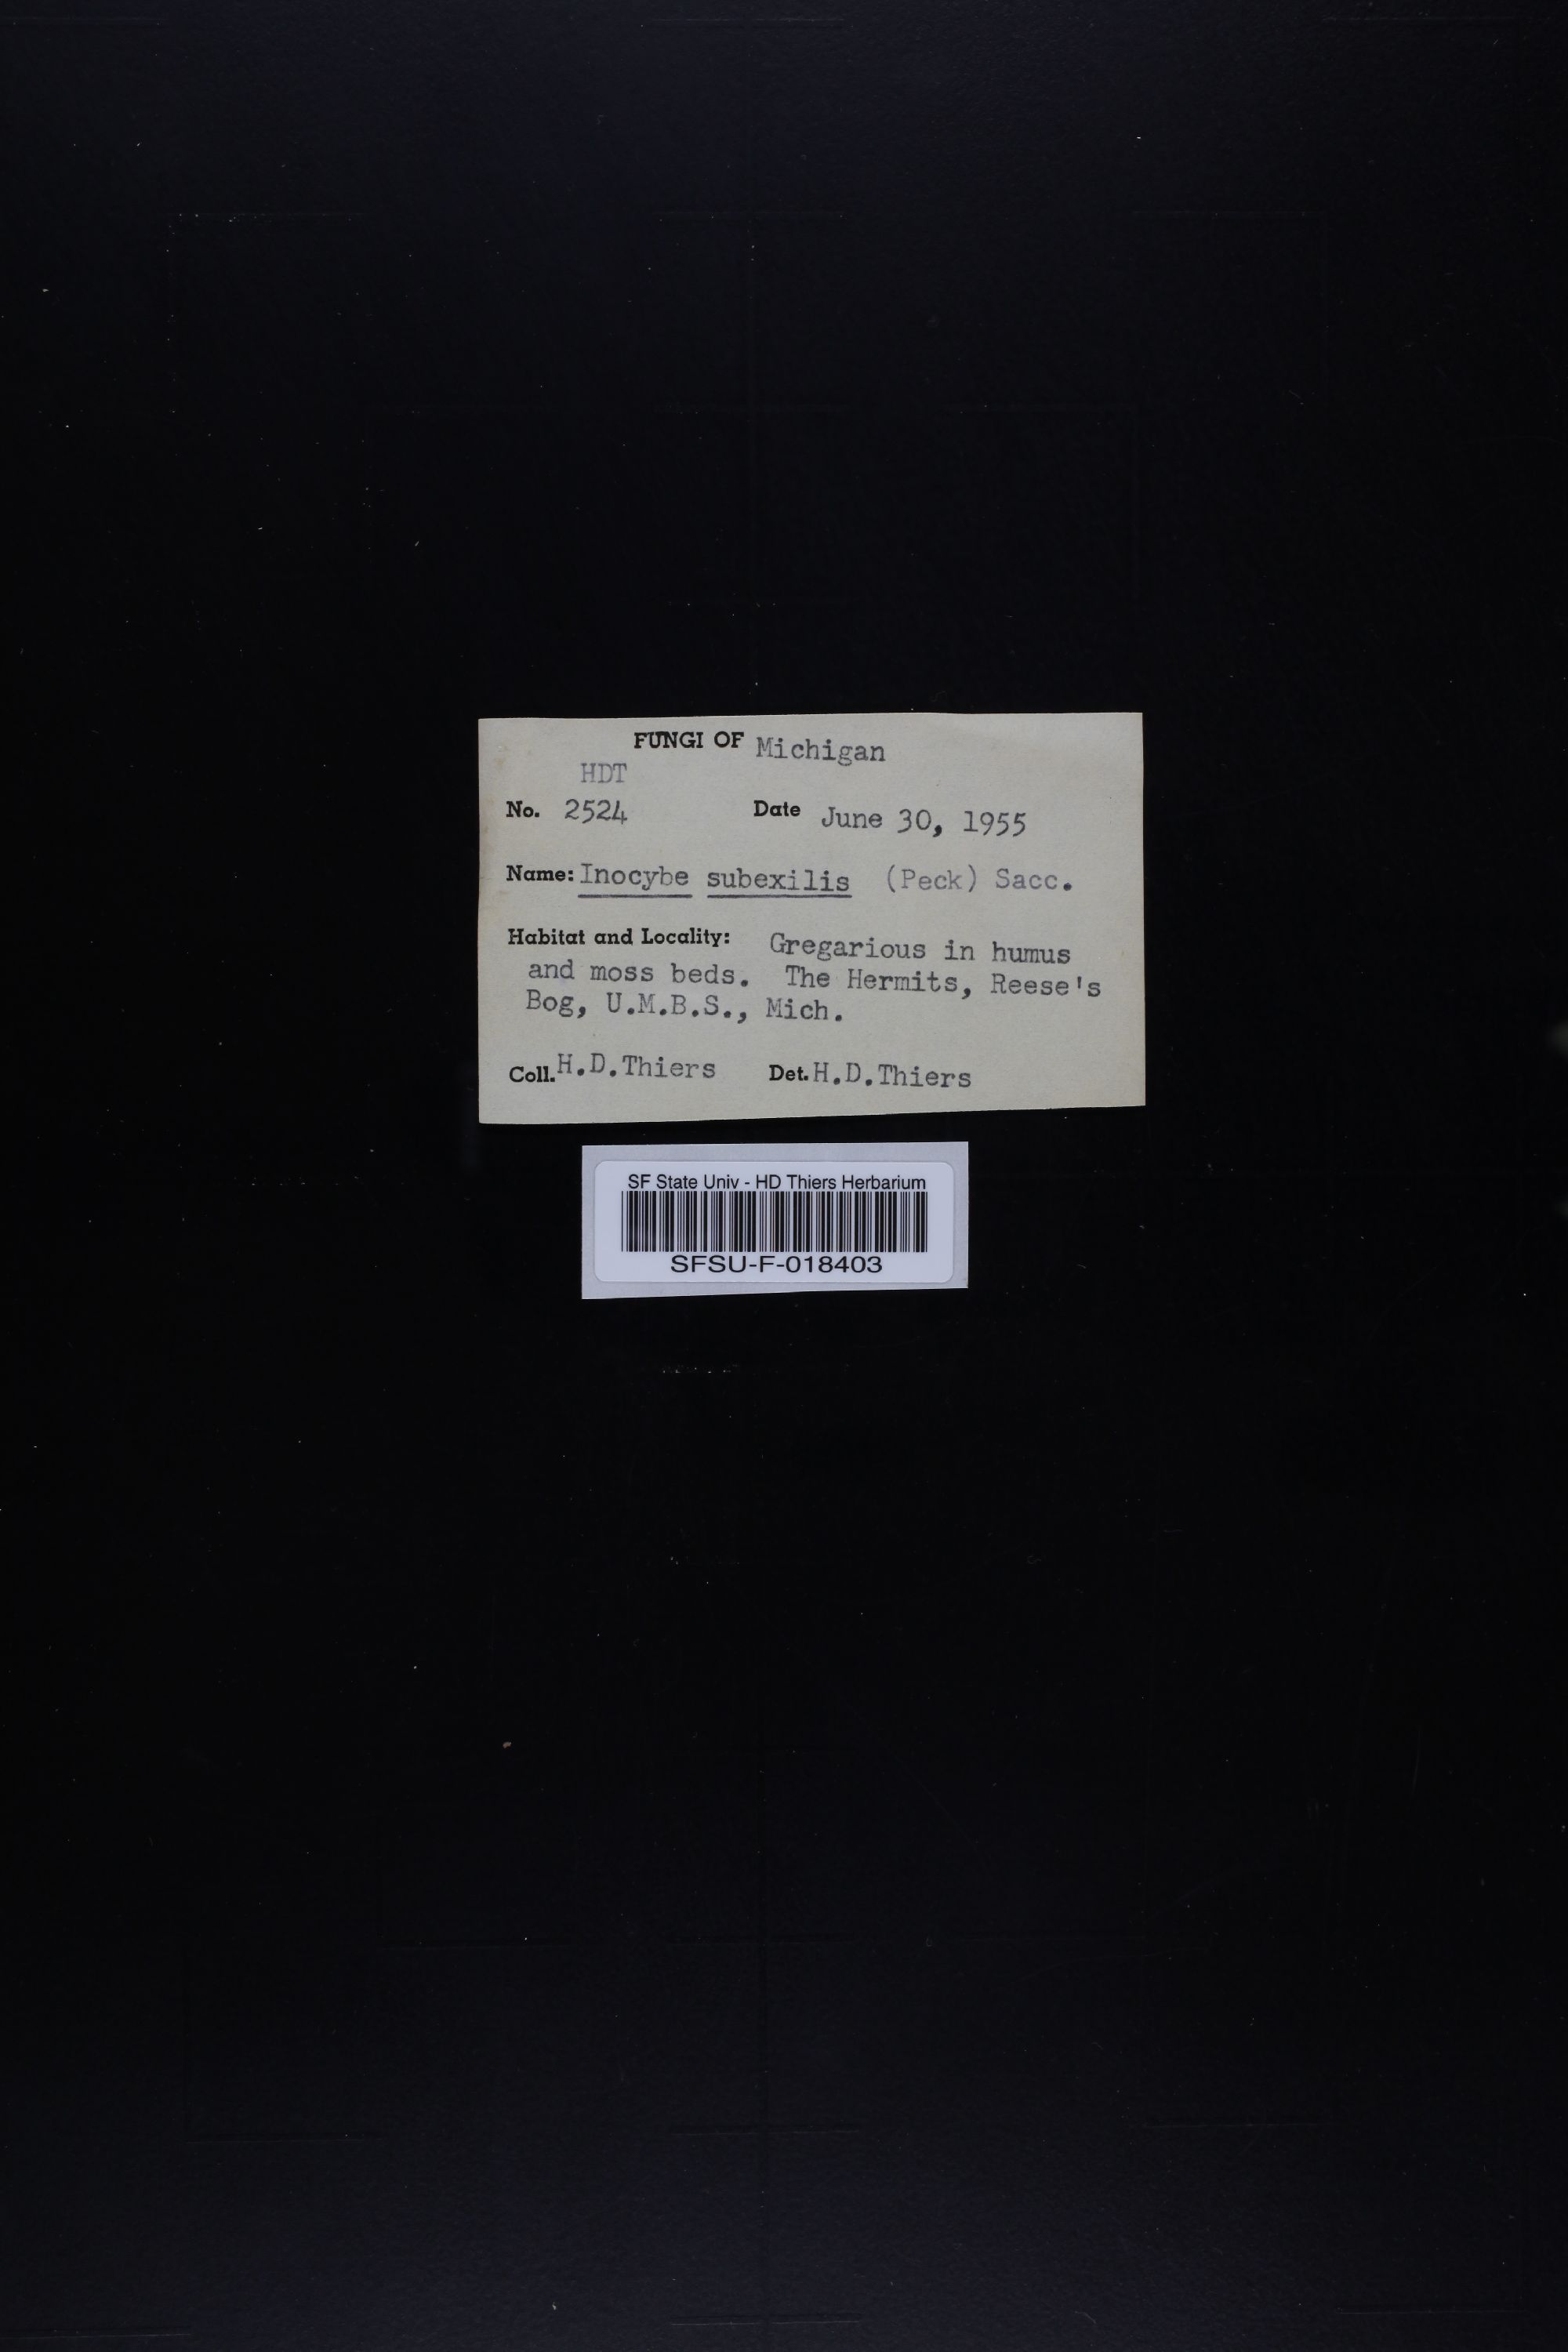 FUNGI OF Michigan
HDT
No. 2524 Date June 30, 1955
Name: Inocybe subexilis (Peck) Sacc.
Habitat and Locality: Gregarious in humus
and moss beds. The Hermits, Reese's
Bog, U.M.B.S., Mich.
Coll. H.D.Thiers Det. H.D.Thiers
SF State Univ - HD Thiers Herbarium
SFSU-F-018403